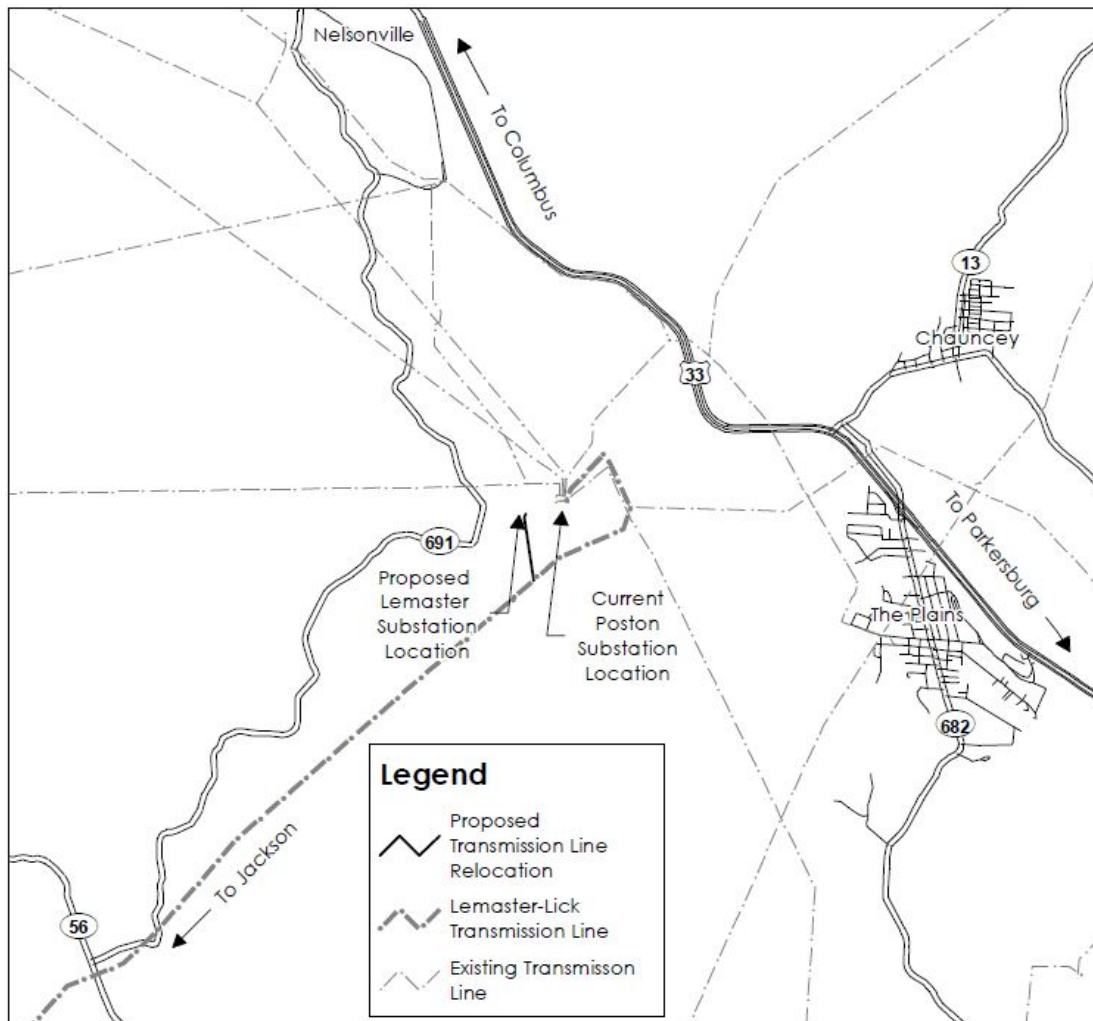 Nelsonville
To Columbus
13
Chauncey
33
To Parkersburg
691
Proposed
Lemaster
Substation
Location
Current
Poston
Substation
Location
The Plains
682
To Jackson
56
Legend
Proposed
Transmission Line
Relocation
Lemaster-Lick
Transmission Line
Existing Transmisson
Line